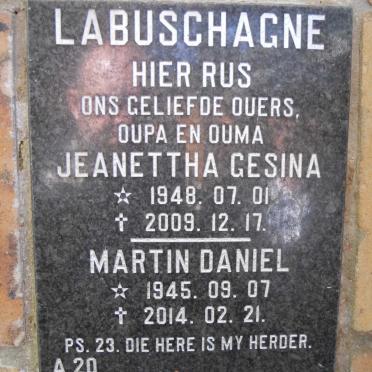 LABUSCHAGNE
HIER RUS
ONS GELIEFDE OUERS,
OUPA EN OUMA
JEANETTHA GESINA
☆ 1948. 07. 01
✝ 2009. 12. 17.
MARTIN DANIEL
☆ 1945. 09. 07
✝ 2014. 02. 21.
PS. 23. DIE HERE IS MY HERDER.
A 20